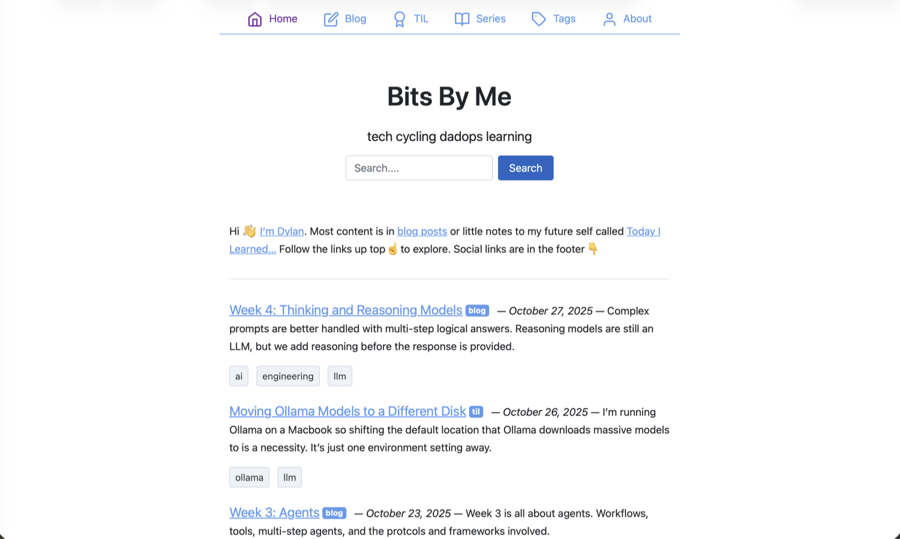 Home Blog TIL Series Tags About
Bits By Me
tech cycling dadops learning
Search.... Search
Hi 👋 I'm Dylan. Most content is in blog posts or little notes to my future self called Today I
Learned... Follow the links up top ☝️ to explore. Social links are in the footer 👇
Week 4: Thinking and Reasoning Models blog — October 27, 2025 — Complex
prompts are better handled with multi-step logical answers. Reasoning models are still an
LLM, but we add reasoning before the response is provided.
ai engineering llm
Moving Ollama Models to a Different Disk til — October 26, 2025 — I'm running
Ollama on a Macbook so shifting the default location that Ollama downloads massive models
to is a necessity. It's just one environment setting away.
ollama llm
Week 3: Agents blog — October 23, 2025 — Week 3 is all about agents. Workflows,
tools, multi-step agents, and the protcols and frameworks involved.